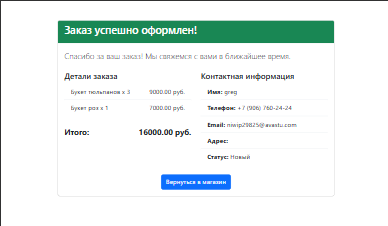 Заказ успешно оформлен!
Спасибо за ваш заказ! Мы свяжемся с вами в ближайшее время.
Детали заказа
Букет тюльпанов x 3 9000.00 руб.
Букет роз x 1 7000.00 руб.
Итого: 16000.00 руб.
Контактная информация
Имя: greg
Телефон: +7 (906) 760-24-24
Email: niwip29825@avastu.com
Адрес:
Статус: Новый
Вернуться в магазин